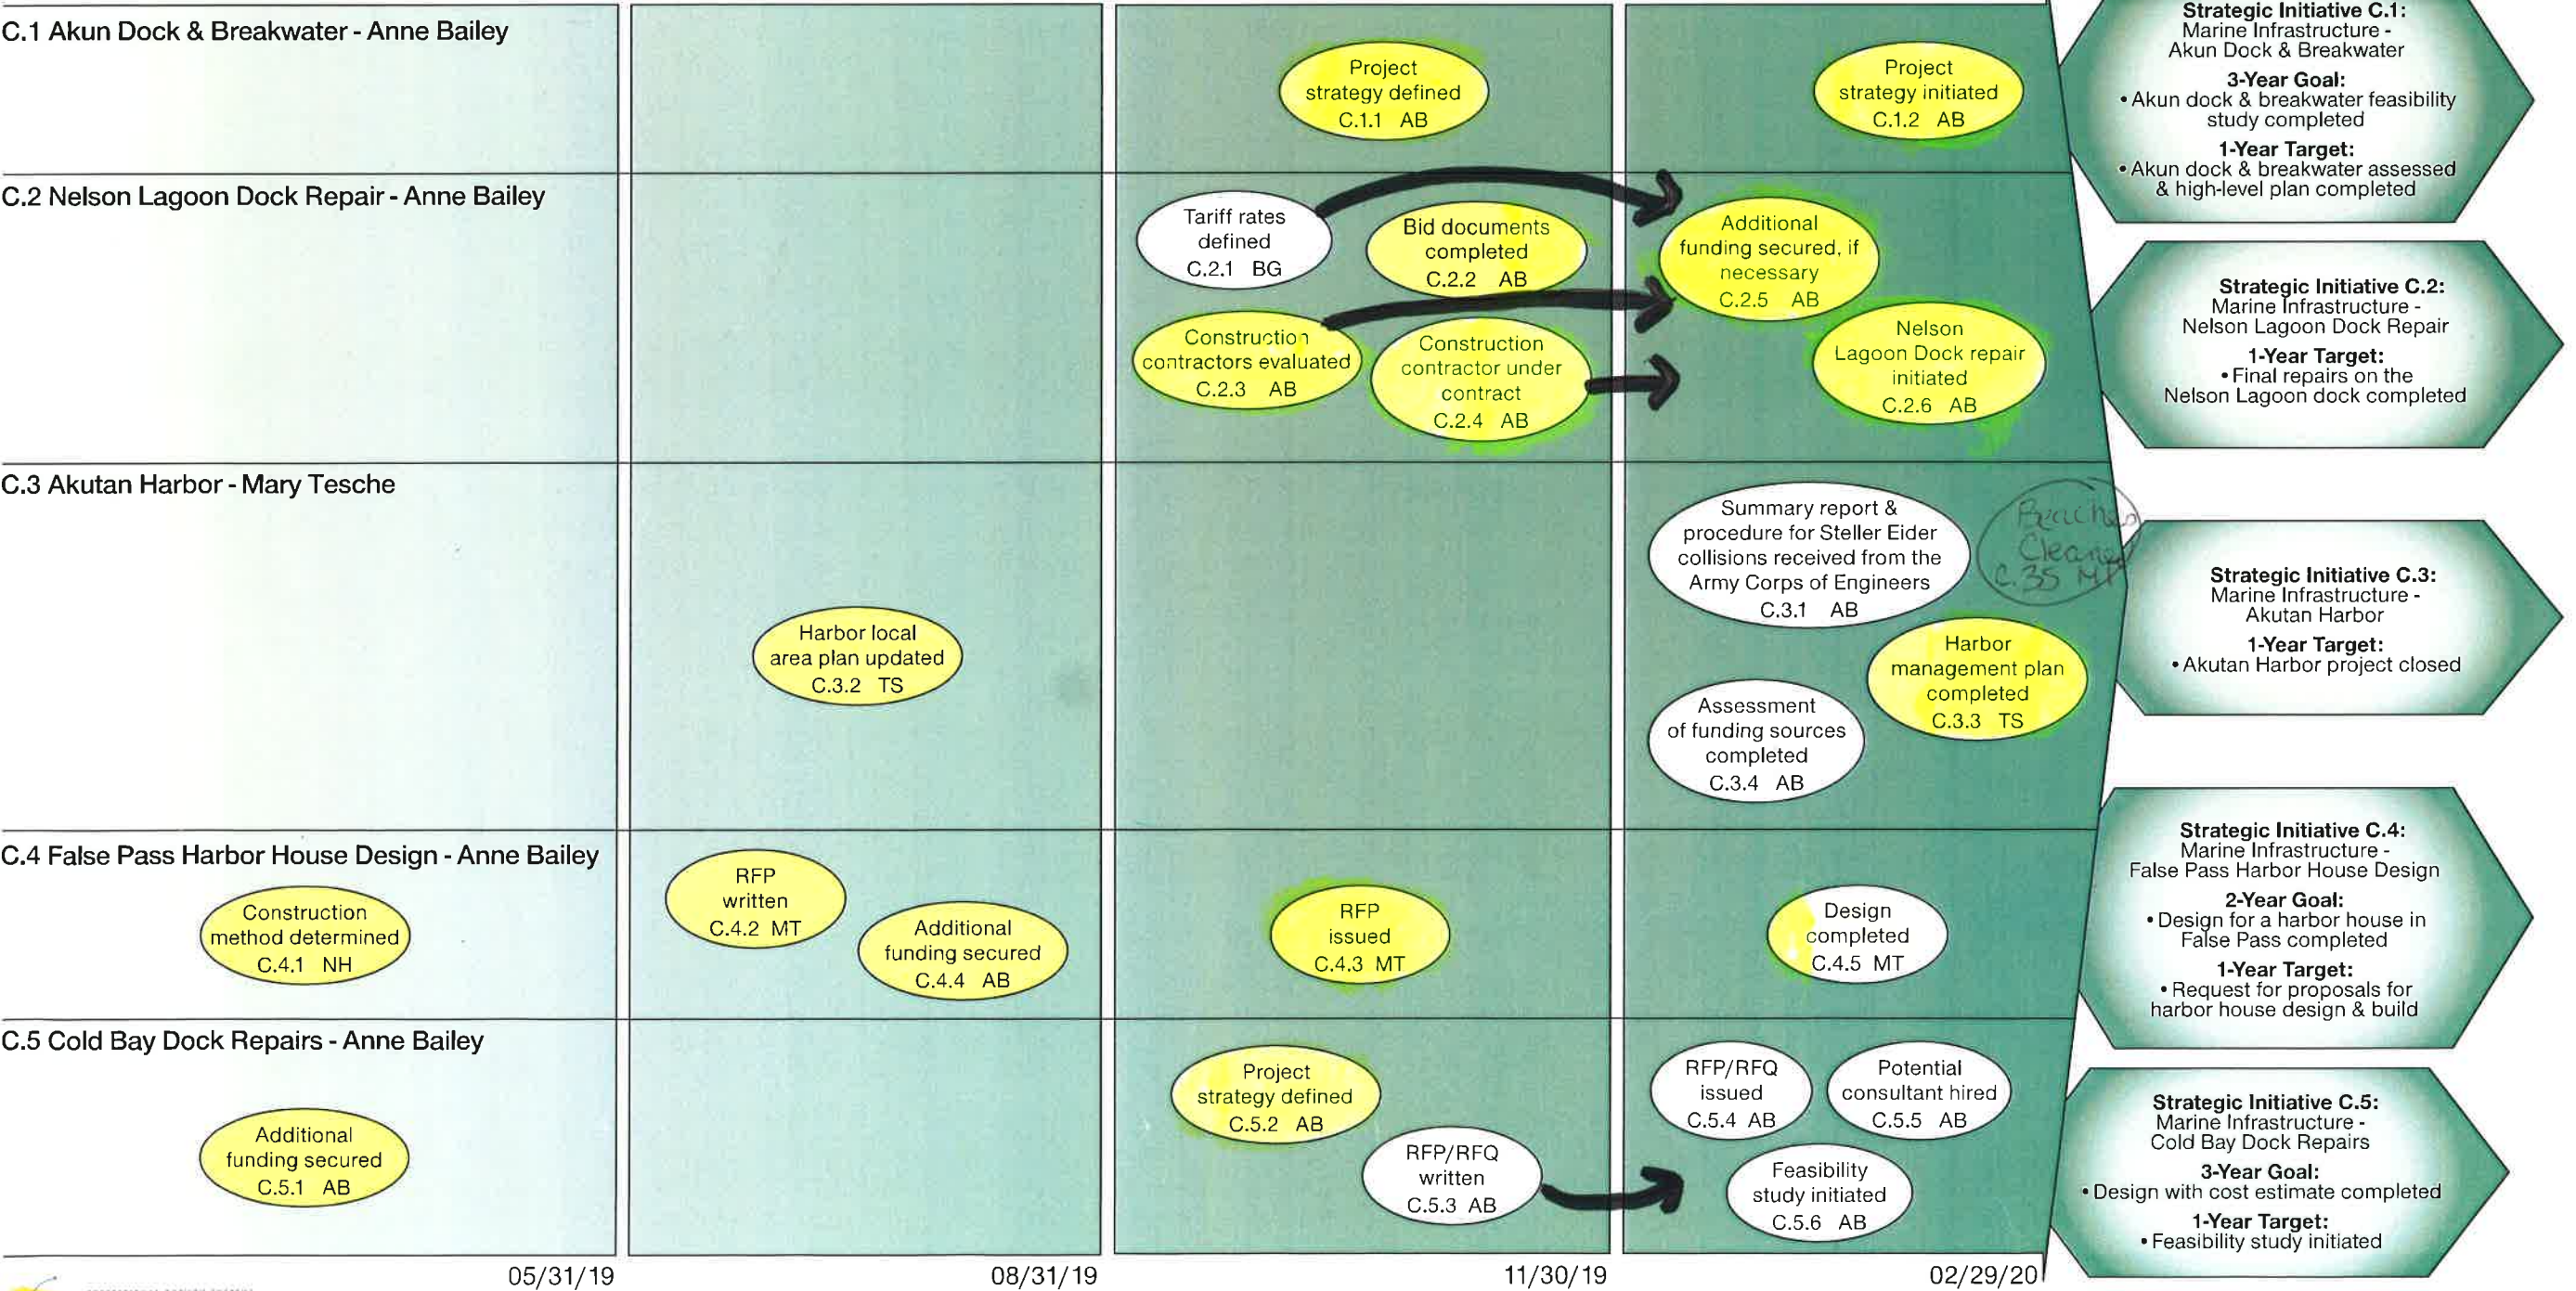 C.1 Akun Dock & Breakwater - Anne Bailey
Project
strategy defined
C.1.1 AB
Project
strategy initiated
C.1.2 AB
Strategic Initiative C.1:
Marine Infrastructure -
Akun Dock & Breakwater
3-Year Goal:
• Akun dock & breakwater feasibility
study completed
1-Year Target:
• Akun dock & breakwater assessed
& high-level plan completed
C.2 Nelson Lagoon Dock Repair - Anne Bailey
Tariff rates
defined
C.2.1 BG
Bid documents
completed
C.2.2 AB
Construction
contractors evaluated
C.2.3 AB
Construction
contractor under
contract
C.2.4 AB
Additional
funding secured, if
necessary
C.2.5 AB
Nelson
Lagoon Dock repair
initiated
C.2.6 AB
Strategic Initiative C.2:
Marine Infrastructure -
Nelson Lagoon Dock Repair
1-Year Target:
• Final repairs on the
Nelson Lagoon dock completed
C.3 Akutan Harbor - Mary Tesche
Harbor local
area plan updated
C.3.2 TS
Summary report &
procedure for Steller Eider
collisions received from the
Army Corps of Engineers
C.3.1 AB
Cleaned
Harbor
management plan
completed
C.3.3 TS
Assessment
of funding sources
completed
C.3.4 AB
Strategic Initiative C.3:
Marine Infrastructure -
Akutan Harbor
1-Year Target:
• Akutan Harbor project closed
C.4 False Pass Harbor House Design - Anne Bailey
Construction
method determined
C.4.1 NH
RFP
written
C.4.2 MT
Additional
funding secured
C.4.4 AB
RFP
issued
C.4.3 MT
Design
completed
C.4.5 MT
Strategic Initiative C.4:
Marine Infrastructure -
False Pass Harbor House Design
2-Year Goal:
• Design for a harbor house in
False Pass completed
1-Year Target:
• Request for proposals for
harbor house design & build
C.5 Cold Bay Dock Repairs - Anne Bailey
Additional
funding secured
C.5.1 AB
Project
strategy defined
C.5.2 AB
RFP/RFQ
written
C.5.3 AB
RFP/RFQ
issued
C.5.4 AB
Potential
consultant hired
C.5.5 AB
Feasibility
study initiated
C.5.6 AB
Strategic Initiative C.5:
Marine Infrastructure -
Cold Bay Dock Repairs
3-Year Goal:
• Design with cost estimate completed
1-Year Target:
• Feasibility study initiated
05/31/19
08/31/19
11/30/19
02/29/20